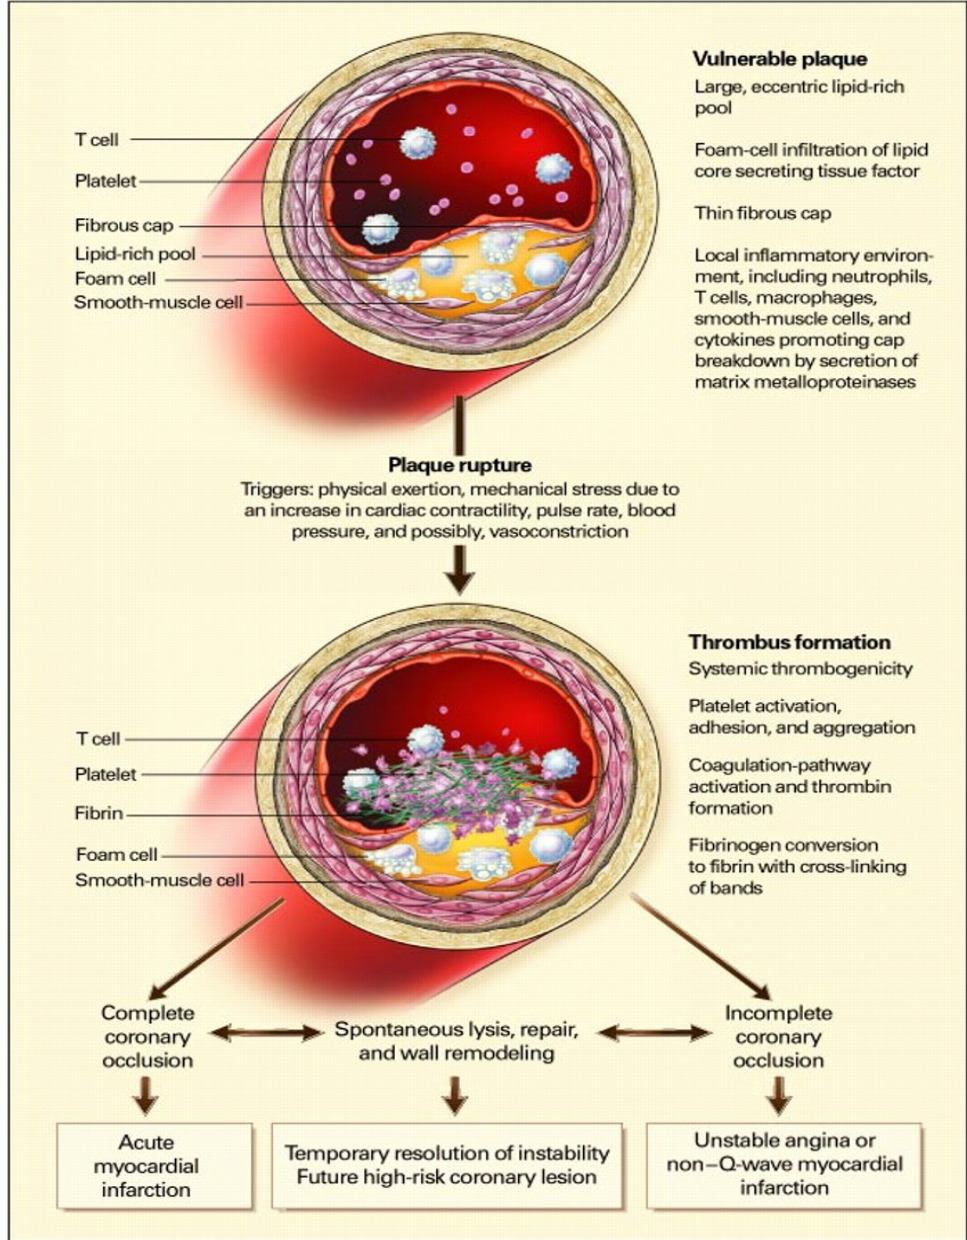 Vulnerable plaque
Large, eccentric lipid-rich
pool
Foam-cell infiltration of lipid
core secreting tissue factor
Thin fibrous cap
Local inflammatory environ-
ment, including neutrophils,
T cells, macrophages,
smooth-muscle cells, and
cytokines promoting cap
breakdown by secretion of
matrix metalloproteinases
T cell
Platelet
Fibrous cap
Lipid-rich pool
Foam cell
Smooth-muscle cell
Plaque rupture
Triggers: physical exertion, mechanical stress due to
an increase in cardiac contractility, pulse rate, blood
pressure, and possibly, vasoconstriction
Thrombus formation
Systemic thrombogenicity
Platelet activation,
adhesion, and aggregation
Coagulation-pathway
activation and thrombin
formation
Fibrinogen conversion
to fibrin with cross-linking
of bands
T cell
Platelet
Fibrin
Foam cell
Smooth-muscle cell
Complete
coronary
occlusion
Spontaneous lysis, repair,
and wall remodeling
Incomplete
coronary
occlusion
Acute
myocardial
infarction
Temporary resolution of instability
Future high-risk coronary lesion
Unstable angina or
non–Q-wave myocardial
infarction